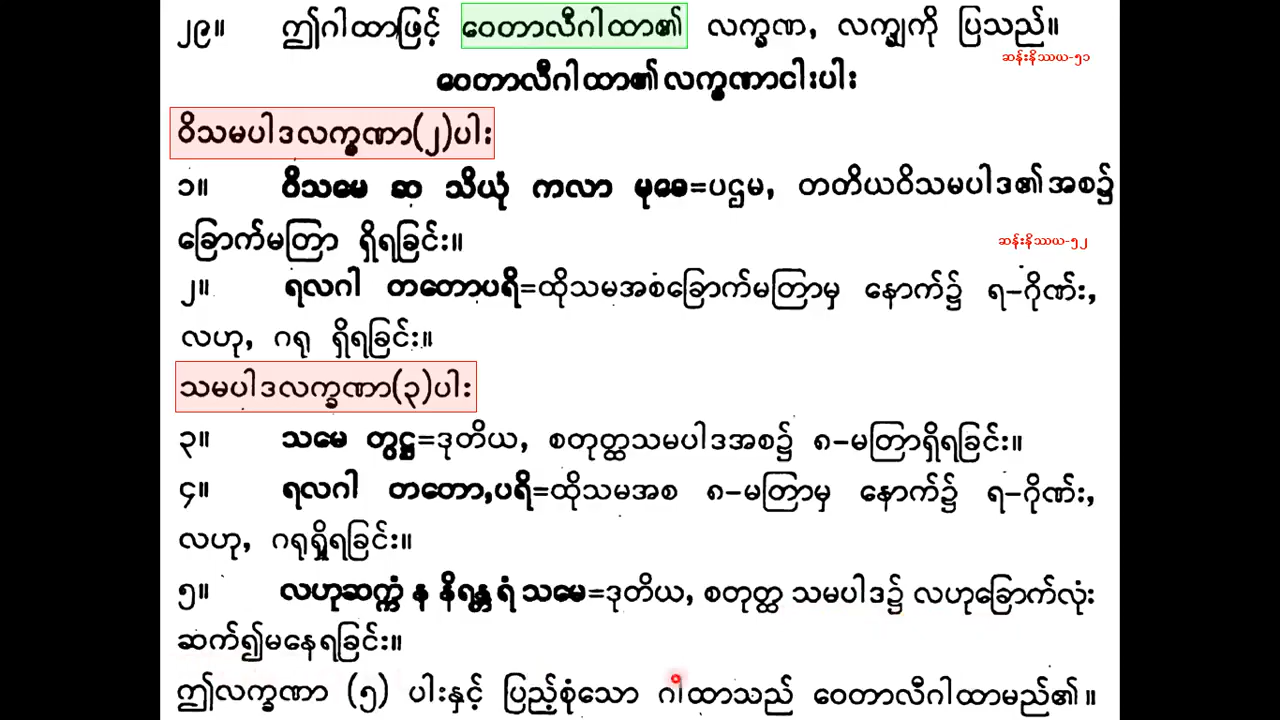 ၂၉။ ဤဂါထာဖြင့် ဝေတာလီဂါထာ၏ လက္ခဏ, လက္ချကို ပြသည်။
ဆန်းနိဿယ-၅၁
ဝေတာလီဂါထာ၏လက္ခဏာငါးပါး
ဝိသမပါဒလက္ခဏာ(၂)ပါး
၁။ ဝိသမေ ဆ သိယုံ ကလာ မုခေ=ပဌမ, တတိယဝိသမပါဒ၏အစ၌
ခြောက်မတြာ ရှိရခြင်း။
ဆန်းနိဿယ-၅၂
၂။ ရလဂါ တတောပရိ=ထိုသမအစခြောက်မတြာမှ နောက်၌ ရ-ဂိုဏ်း,
လဟု, ဂရု ရှိရခြင်း။
သမပါဒလက္ခဏာ(၃)ပါး
၃။ သမေ တွဋ္ဌ=ဒုတိယ, စတုတ္ထသမပါဒအစ၌ ၈-မတြာရှိရခြင်း။
၄။ ရလဂါ တတော,ပရိ=ထိုသမအစ ၈-မတြာမှ နောက်၌ ရ-ဂိုဏ်း,
လဟု, ဂရုရှိရခြင်း။
၅။ လဟုဆက္ကံ န နိရန္တရံ သမေ=ဒုတိယ, စတုတ္ထ သမပါဒ၌ လဟုခြောက်လုံး
ဆက်၍မနေရခြင်း။
ဤလက္ခဏာ (၅) ပါးနှင့် ပြည့်စုံသော ဂါထာသည် ဝေတာလီဂါထာမည်၏။